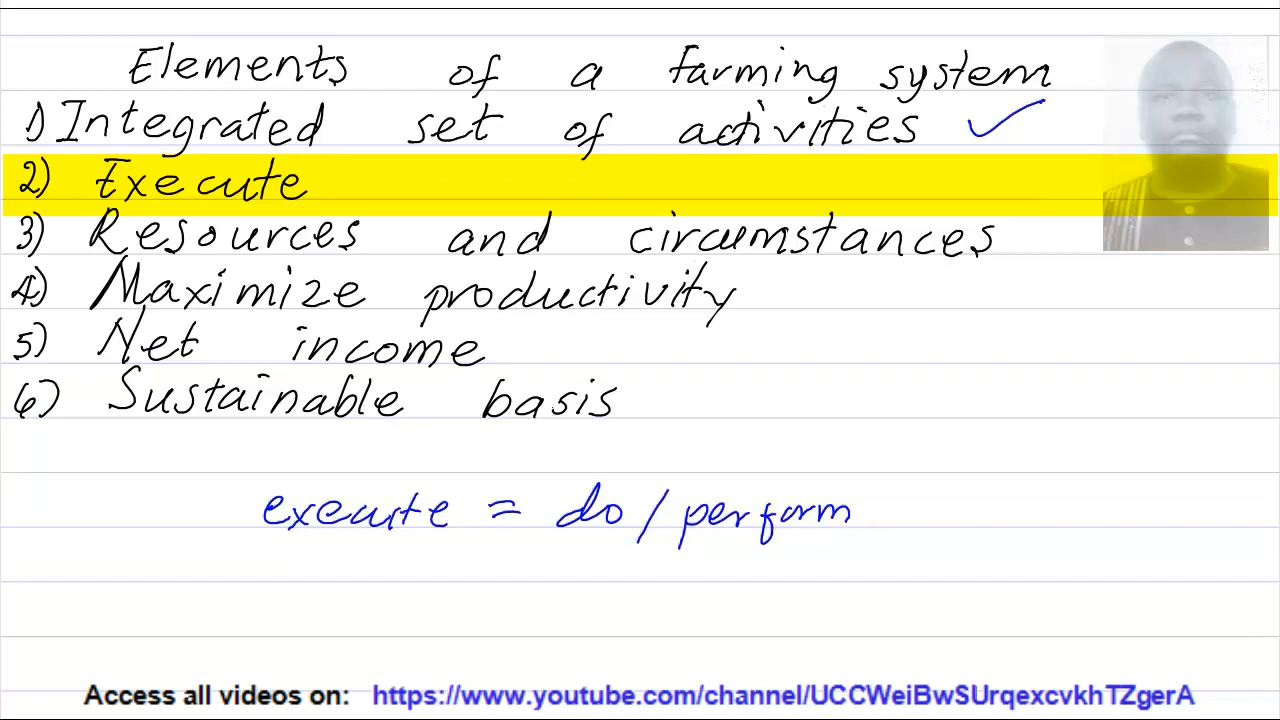 Elements of a farming system
1) Integrated set of activities ✓
2) Execute
3) Resources and circumstances
4) Maximize productivity
5) Net income
6) Sustainable basis
execute = do / perform
Access all videos on: https://www.youtube.com/channel/UCCWeiBwSUrqexcvkhTZgerA